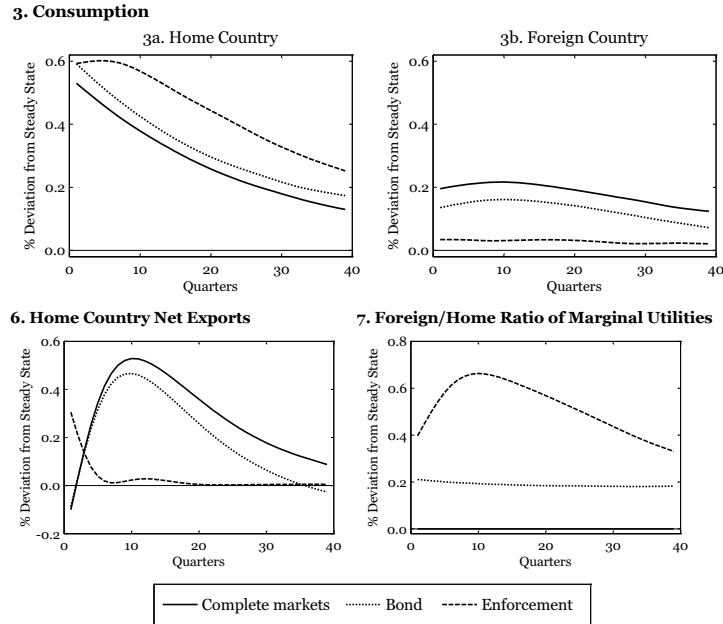 3. Consumption
3a. Home Country
3b. Foreign Country
% Deviation from Steady State
0.6
0.4
0.2
0.0
0 10 20 30 40
Quarters
% Deviation from Steady State
0.6
0.4
0.2
0.0
0 10 20 30 40
Quarters
6. Home Country Net Exports
7. Foreign/Home Ratio of Marginal Utilities
% Deviation from Steady State
0.6
0.4
0.2
0.0
-0.2
0 10 20 30 40
Quarters
% Deviation from Steady State
0.8
0.6
0.4
0.2
0.0
0 10 20 30 40
Quarters
Complete markets Bond Enforcement